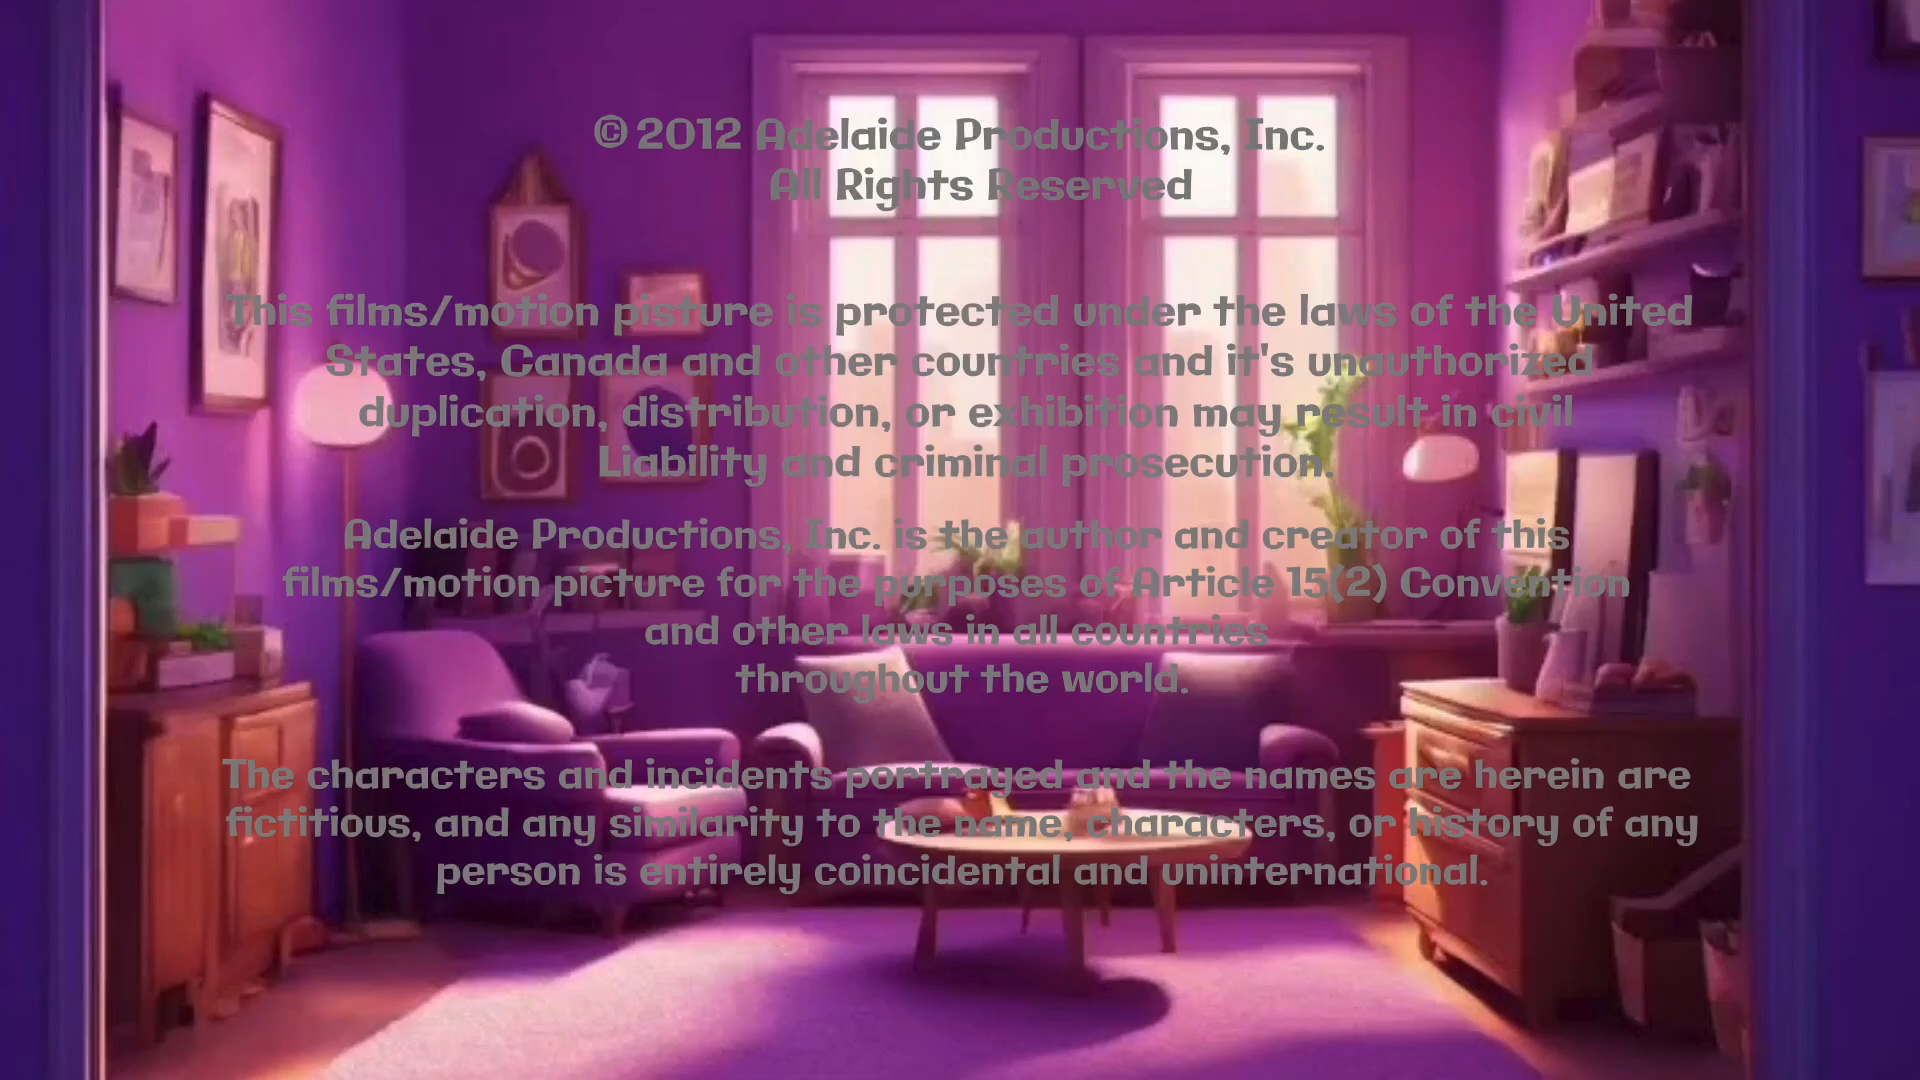 © 2012 Adelaide Productions, Inc.
All Rights Reserved
This films/motion pisture is protected under the laws of the United
States, Canada and other countries and it's unauthorized
duplication, distribution, or exhibition may result in civil
Liability and criminal prosecution.
Adelaide Productions, Inc. is the author and creator of this
films/motion picture for the purposes of Article 15(2) Convention
and other laws in all countries
throughout the world.
The characters and incidents portrayed and the names are herein are
fictitious, and any similarity to the name, characters, or history of any
person is entirely coincidental and uninternational.